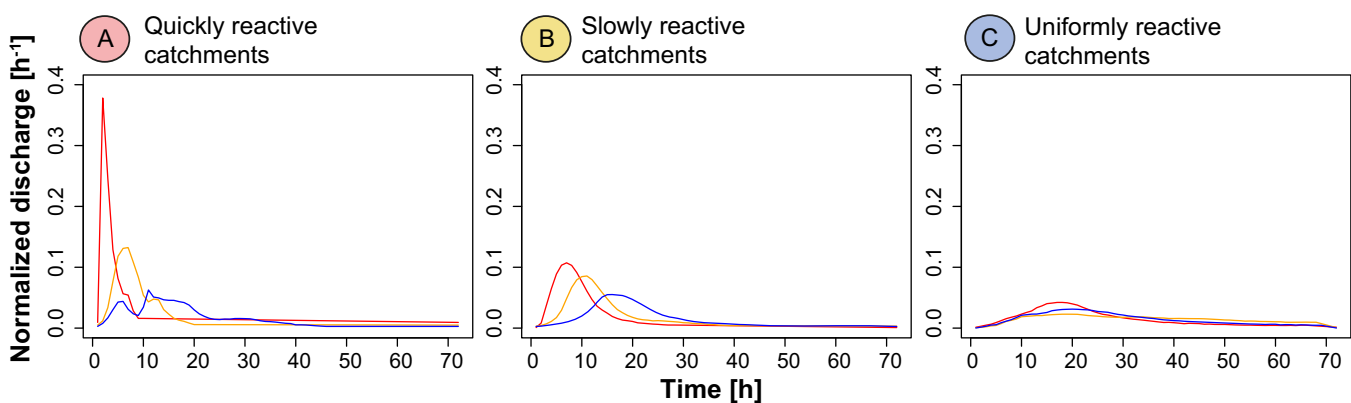 A
Quickly reactive
catchments
B
Slowly reactive
catchments
C
Uniformly reactive
catchments
Normalized discharge [h⁻¹]
0.0 0.1 0.2 0.3 0.4
0 10 20 30 40 50 60 70
0.0 0.1 0.2 0.3 0.4
0 10 20 30 40 50 60 70
0.0 0.1 0.2 0.3 0.4
0 10 20 30 40 50 60 70
Time [h]